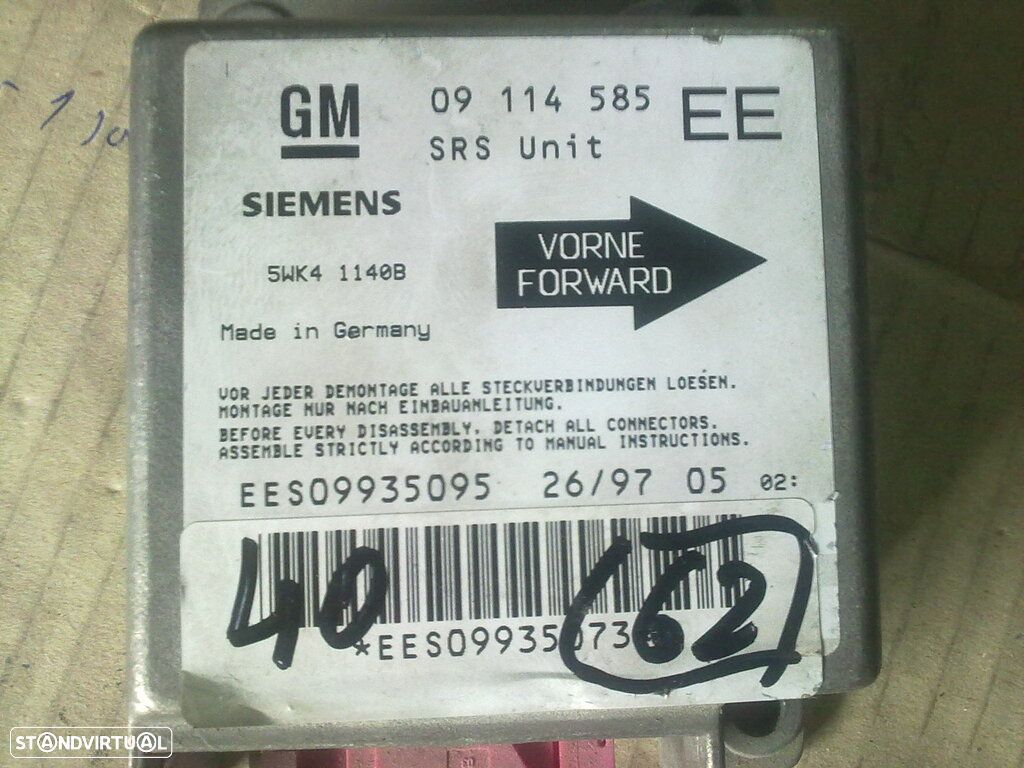 GM
09 114 585
EE
SRS Unit
SIEMENS
VORNE
FORWARD
5WK4 1140B
Made in Germany
VOR JEDER DEMONTAGE ALLE STECKVERBINDUNGEN LOESEN.
MONTAGE NUR NACH EINBAUANLEITUNG.
BEFORE EVERY DISASSEMBLY, DETACH ALL CONNECTORS.
ASSEMBLE STRICTLY ACCORDING TO MANUAL INSTRUCTIONS.
EES09935095 26/97 05 02:
40
62
STANDVIRTUAL